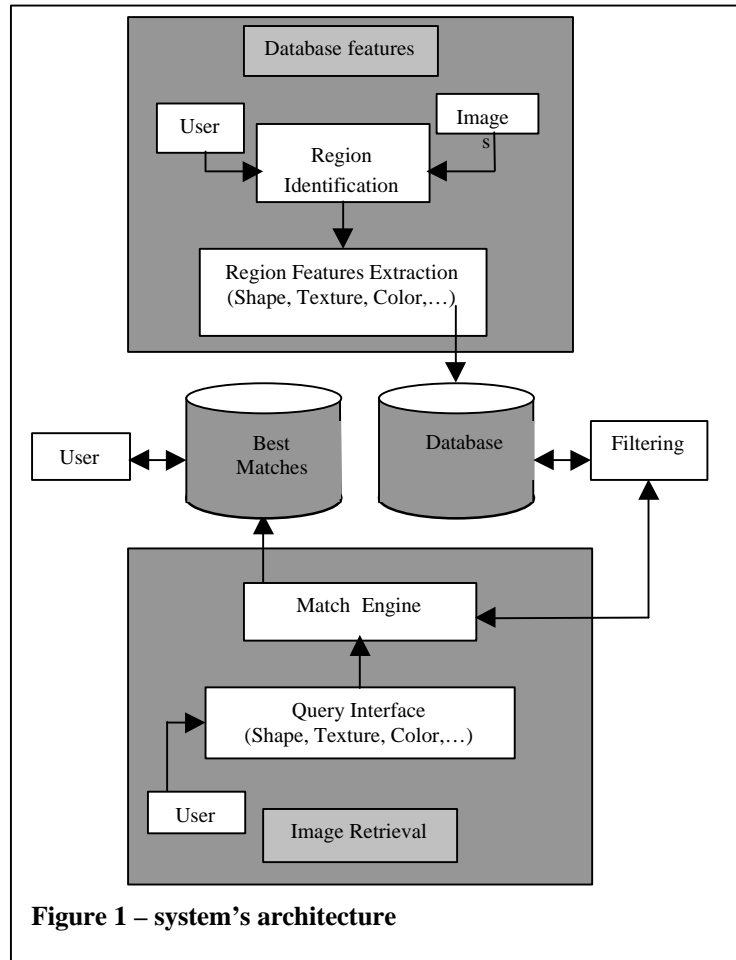 Database features
User
Image
s
Region
Identification
Region Features Extraction
(Shape, Texture, Color,…)
User
Best
Matches
Database
Filtering
Match Engine
Query Interface
(Shape, Texture, Color,…)
User
Image Retrieval
Figure 1 – system’s architecture